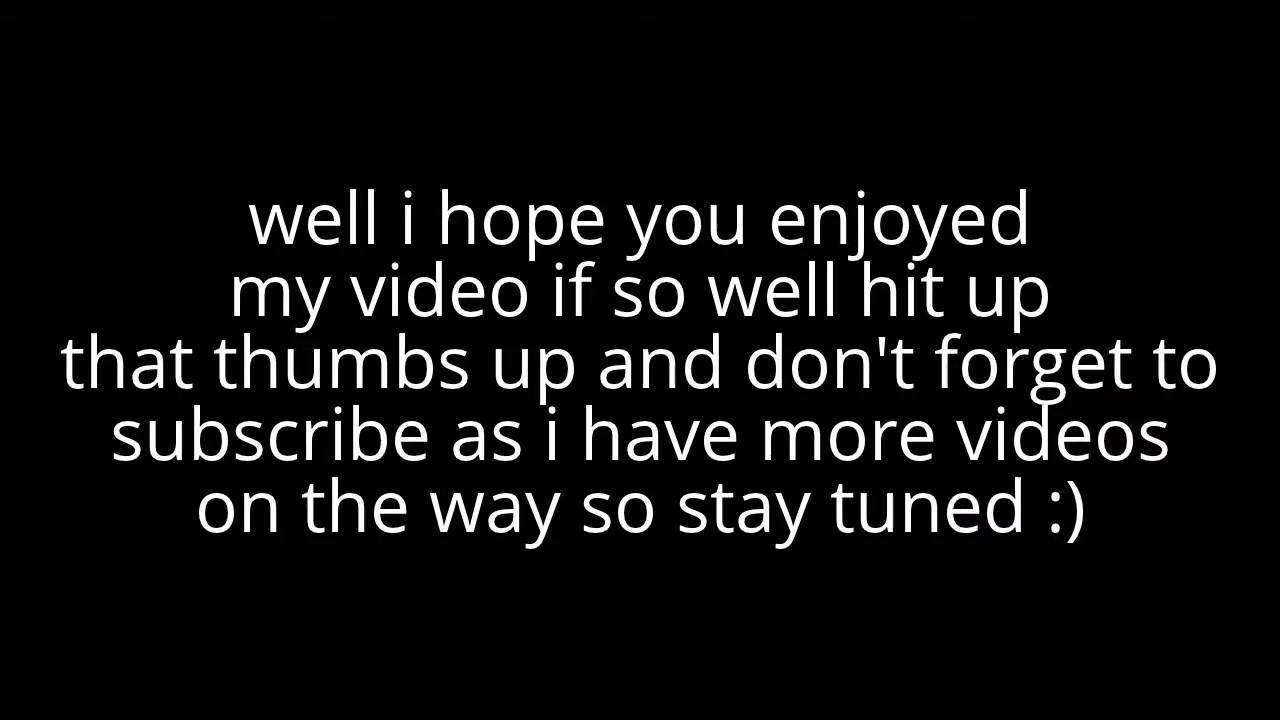 well i hope you enjoyed
my video if so well hit up
that thumbs up and don't forget to
subscribe as i have more videos
on the way so stay tuned :)